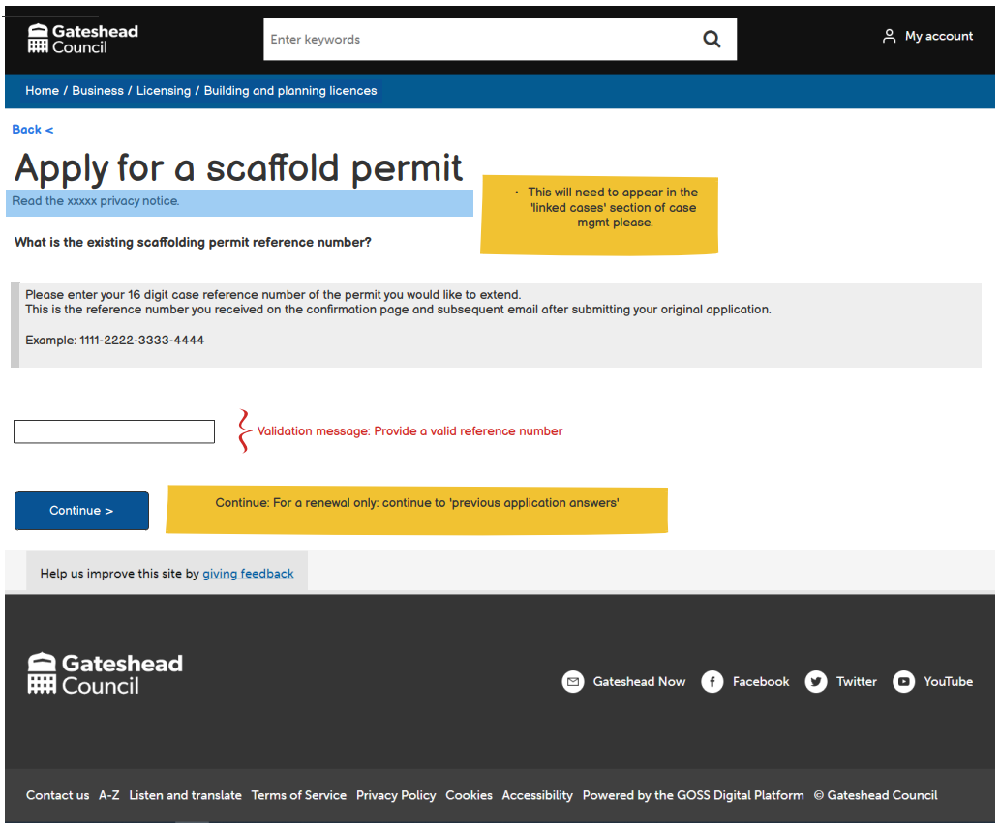 Gateshead
Council
Enter keywords
My account
Home / Business / Licensing / Building and planning licences
Back <
Apply for a scaffold permit
Read the xxxxx privacy notice.
· This will need to appear in the
'linked cases' section of case
mgmt please.
What is the existing scaffolding permit reference number?
Please enter your 16 digit case reference number of the permit you would like to extend.
This is the reference number you received on the confirmation page and subsequent email after submitting your original application.
Example: 1111-2222-3333-4444
Validation message: Provide a valid reference number
Continue >
Continue: For a renewal only: continue to 'previous application answers'
Help us improve this site by giving feedback
Gateshead
Council
Gateshead Now
Facebook
Twitter
YouTube
Contact us A-Z Listen and translate Terms of Service Privacy Policy Cookies Accessibility Powered by the GOSS Digital Platform © Gateshead Council